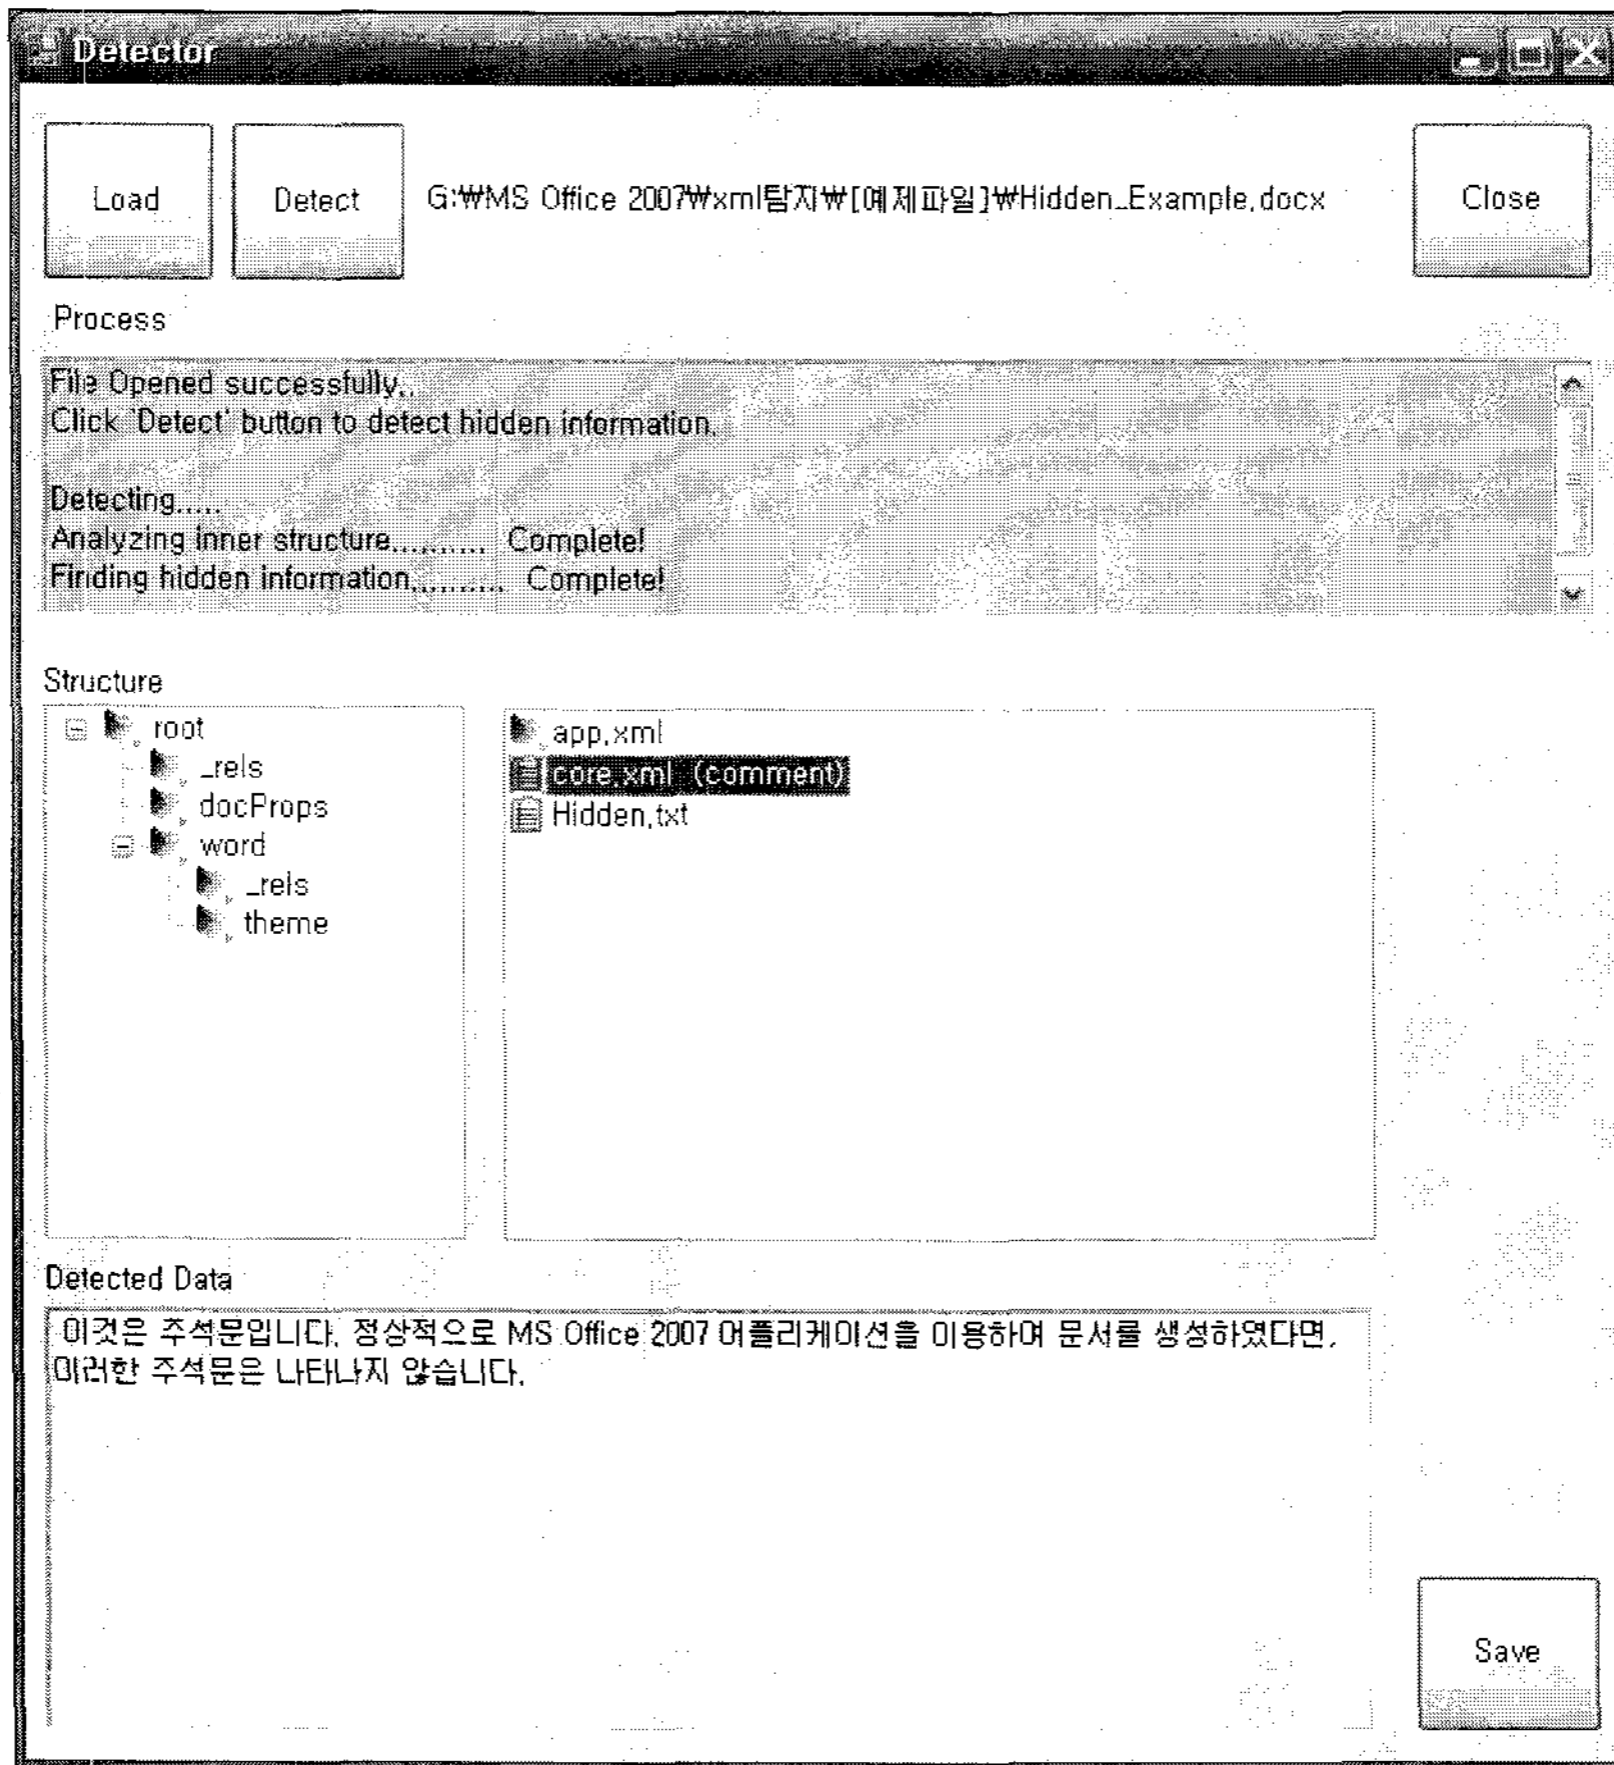 Detector
Load
Detect
G:₩MS Office 2007₩xml탐지₩[예제파일]₩Hidden_Example.docx
Close
Process
File Opened successfully..
Click 'Detect' button to detect hidden information.
Detecting.....
Analyzing inner structure.......... Complete!
Finding hidden information.......... Complete!
Structure
root
_rels
docProps
word
_rels
theme
app.xml
core.xml (comment)
Hidden.txt
Detected Data
이것은 주석문입니다. 정상적으로 MS Office 2007 어플리케이션을 이용하여 문서를 생성하였다면,
이러한 주석문은 나타나지 않습니다.
Save